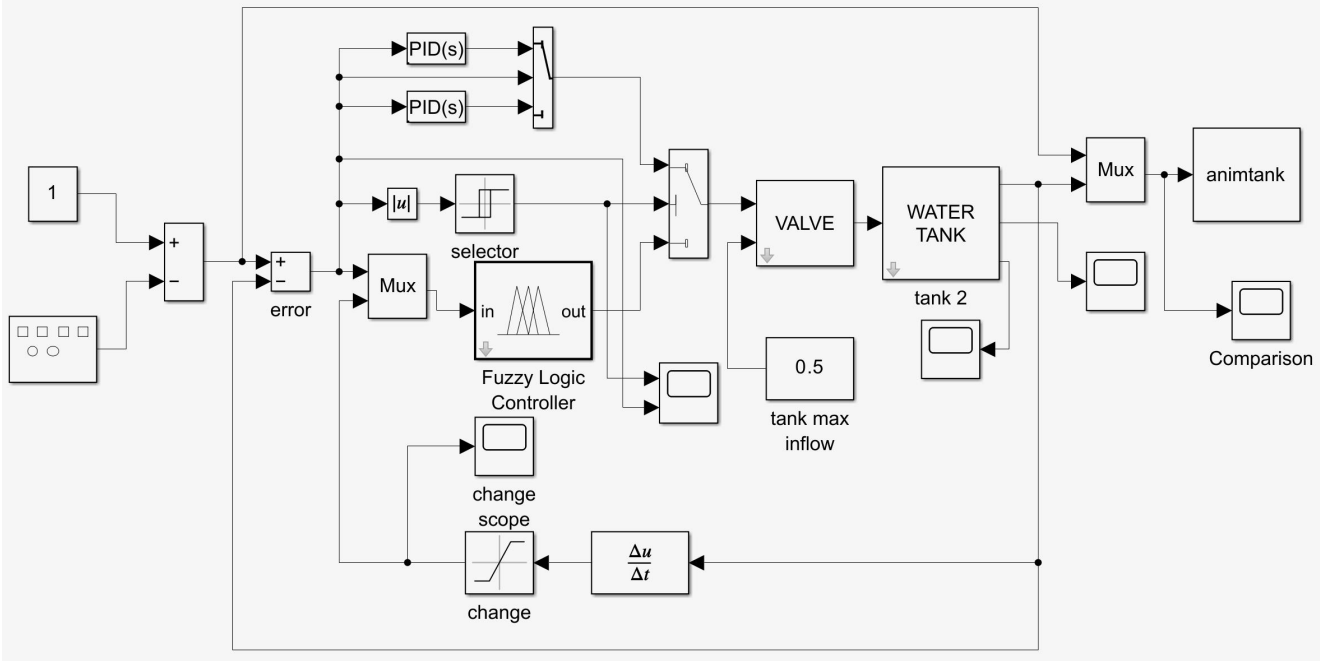 PID(s)
PID(s)
1
+
−
+
−
error
|u|
selector
Mux
in
out
Fuzzy Logic
Controller
VALVE
WATER
TANK
tank 2
0.5
tank max
inflow
Mux
animtank
Comparison
change
scope
change
Δu
Δt